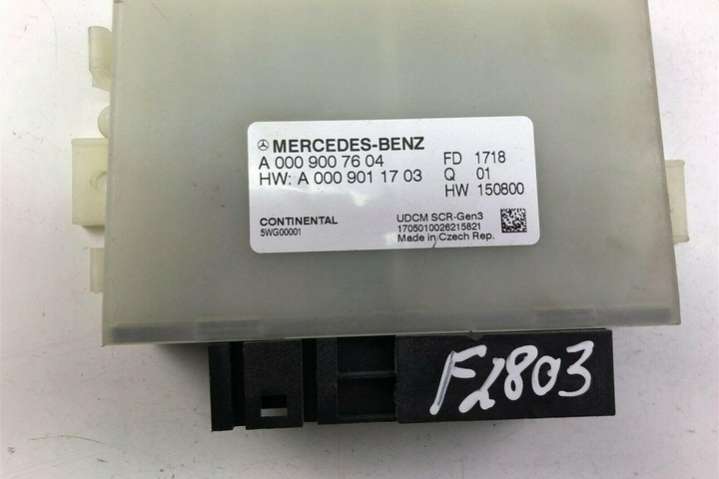 MERCEDES-BENZ
A 000 900 76 04 FD 1718
HW: A 000 901 17 03 Q 01
HW 150800
CONTINENTAL UDCM SCR-Gen3
5WG00001 1705010026215821
Made in Czech Rep.
F2803